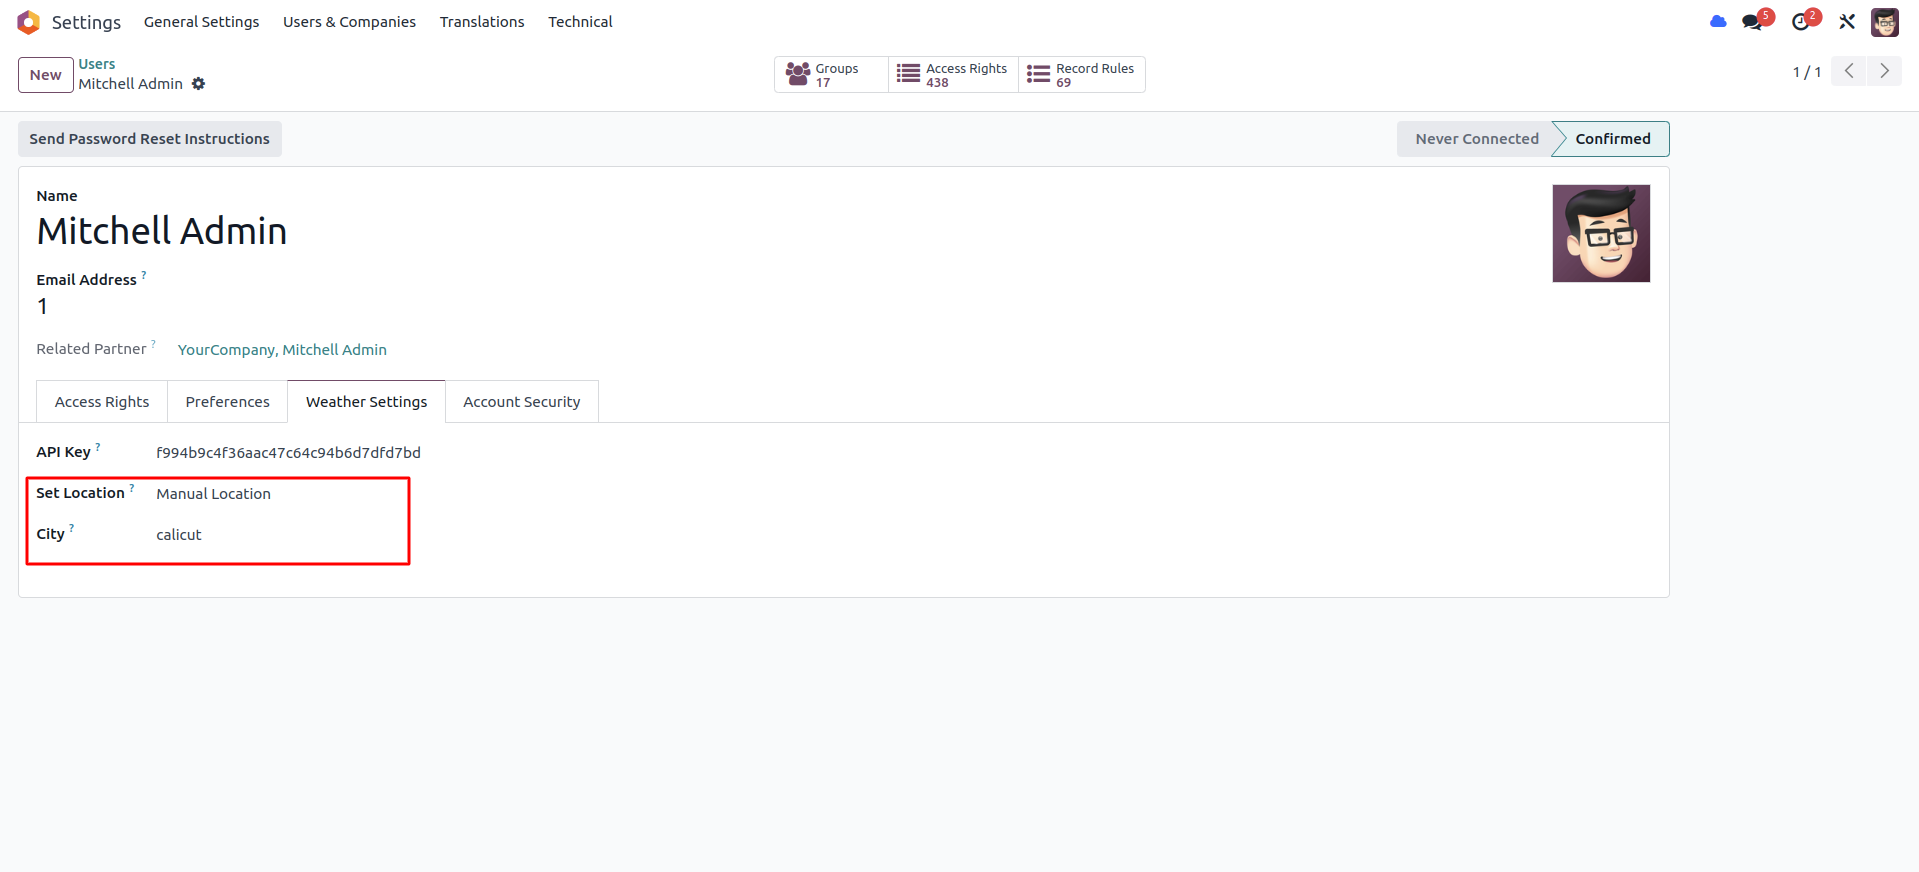 Settings General Settings Users & Companies Translations Technical 5 2
New Users
Mitchell Admin
Groups 17
Access Rights 438
Record Rules 69
1 / 1
Send Password Reset Instructions
Never Connected Confirmed
Name
Mitchell Admin
Email Address ?
1
Related Partner ? YourCompany, Mitchell Admin
Access Rights Preferences Weather Settings Account Security
API Key ? f994b9c4f36aac47c64c94b6d7dfd7bd
Set Location ? Manual Location
City ? calicut